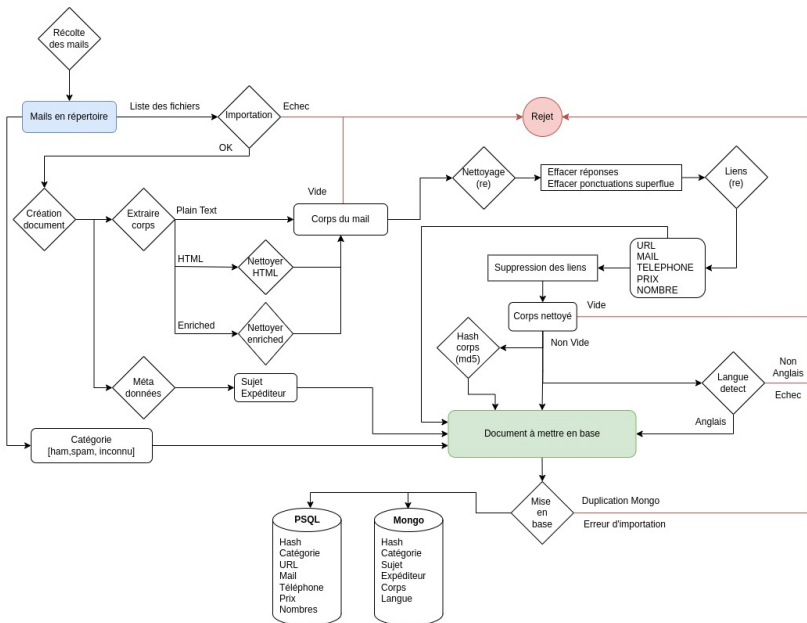 Récolte
des mails
Mails en répertoire
Liste des fichiers
Importation
Echec
Rejet
OK
Création
document
Extraire
corps
Plain Text
Vide
Corps du mail
HTML
Nettoyer
HTML
Enriched
Nettoyer
enriched
Nettoyage
(re)
Effacer réponses
Effacer ponctuations superflue
Liens
(re)
URL
MAIL
TELEPHONE
PRIX
NOMBRE
Suppression des liens
Corps nettoyé
Vide
Non Vide
Hash
corps
(md5)
Langue
detect
Non
Anglais
Echec
Anglais
Méta
données
Sujet
Expéditeur
Catégorie
[ham,spam, inconnu]
Document à mettre en base
Mise
en
base
Duplication Mongo
Erreur d'importation
PSQL
Hash
Catégorie
URL
Mail
Téléphone
Prix
Nombres
Mongo
Hash
Catégorie
Sujet
Expéditeur
Corps
Langue